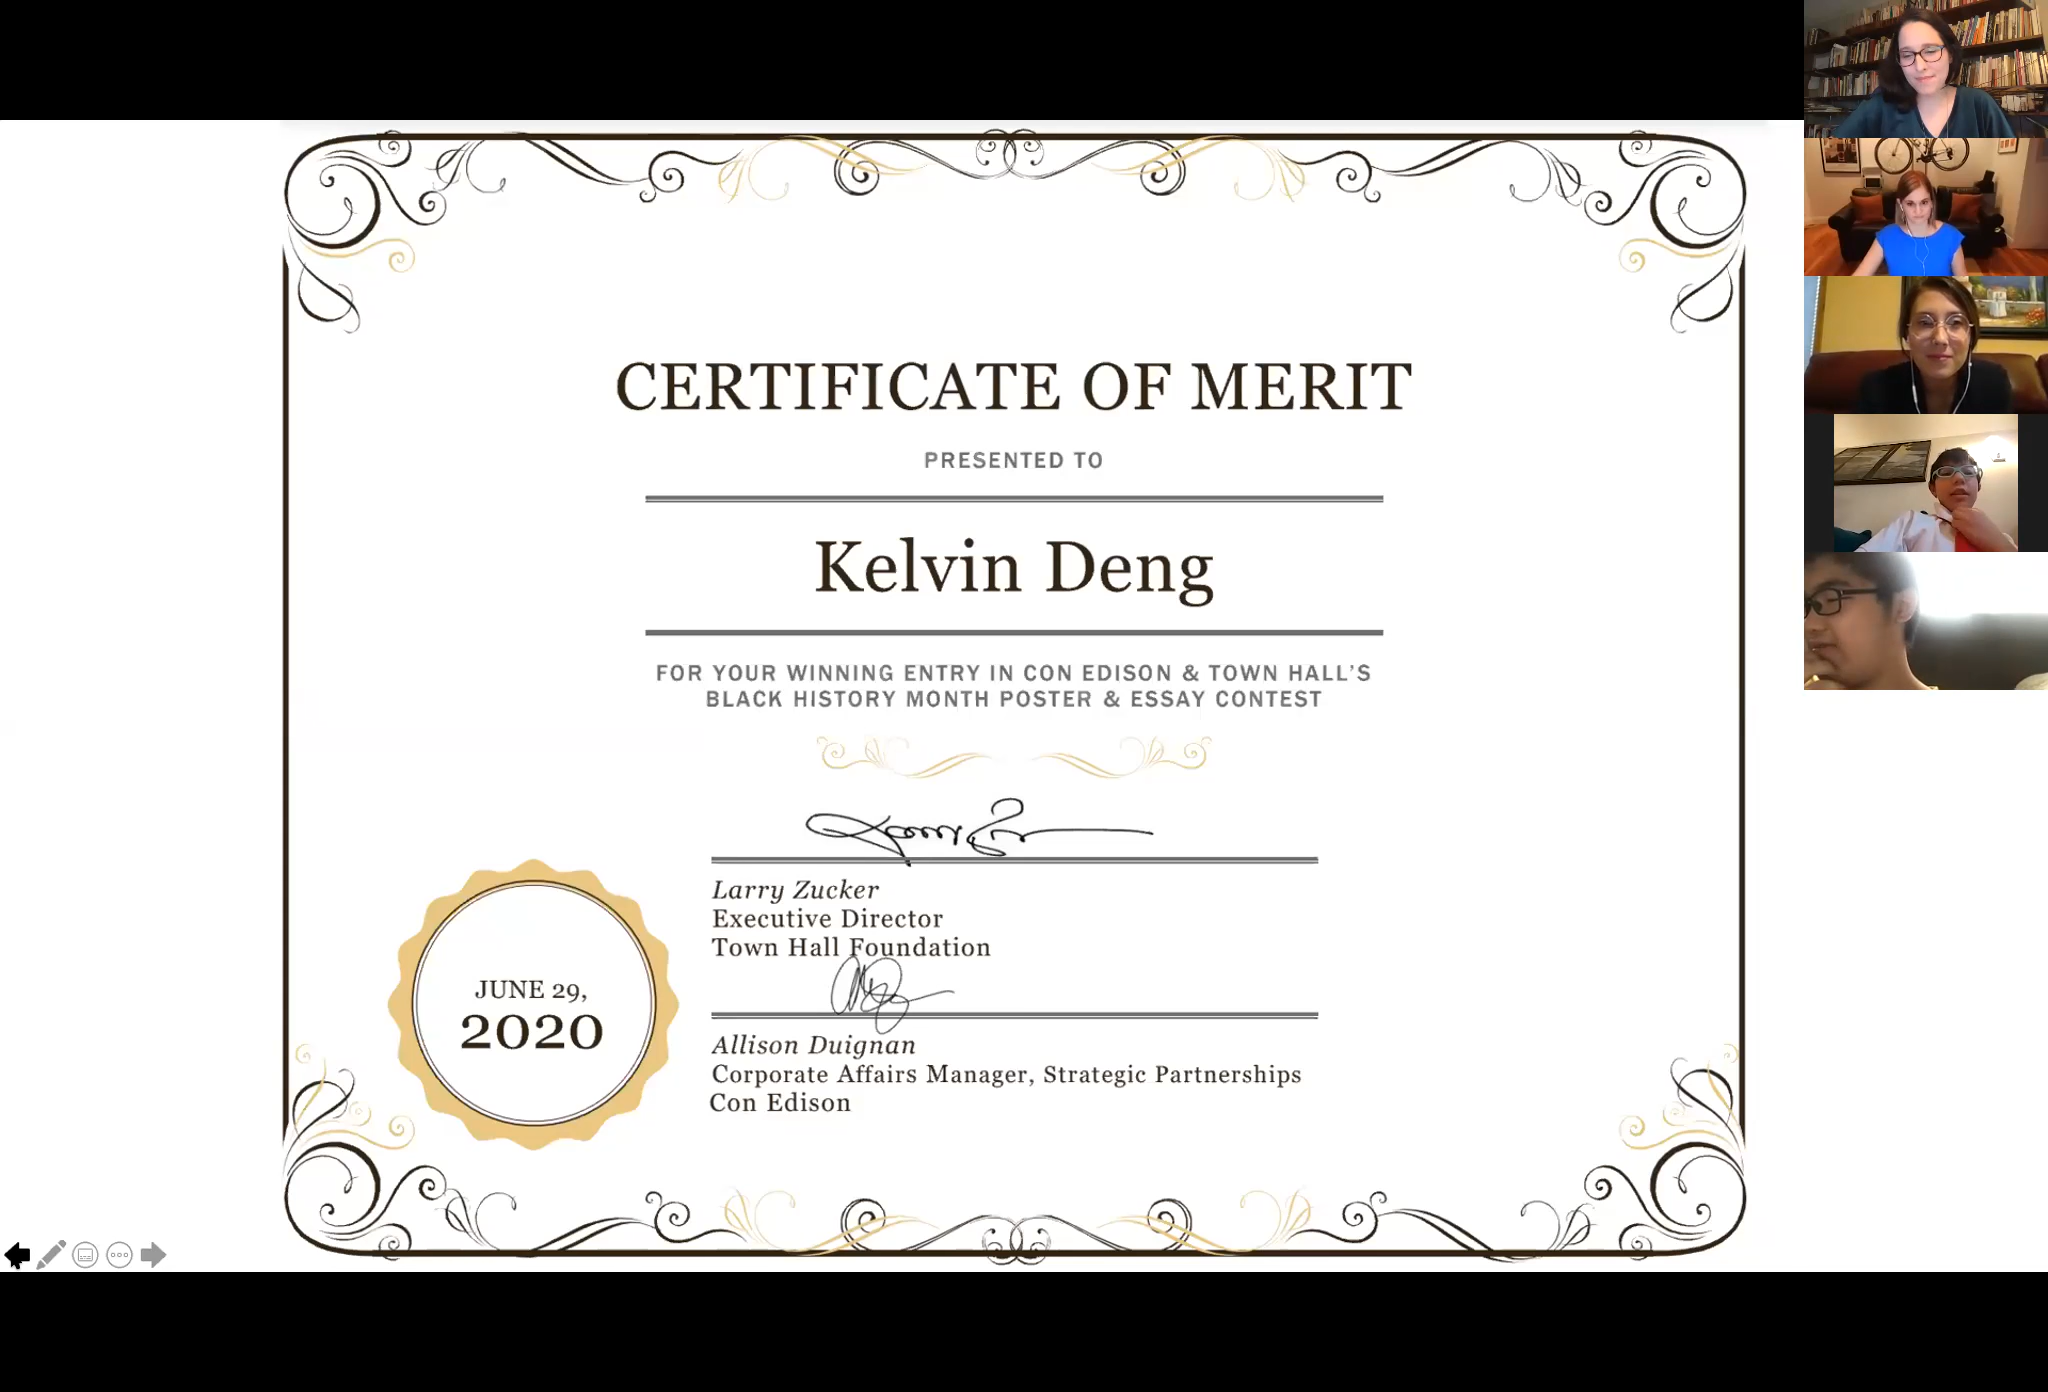 CERTIFICATE OF MERIT
PRESENTED TO
Kelvin Deng
FOR YOUR WINNING ENTRY IN CON EDISON & TOWN HALL'S
BLACK HISTORY MONTH POSTER & ESSAY CONTEST
Larry Zucker
Executive Director
Town Hall Foundation
JUNE 29,
2020
Allison Duignan
Corporate Affairs Manager, Strategic Partnerships
Con Edison